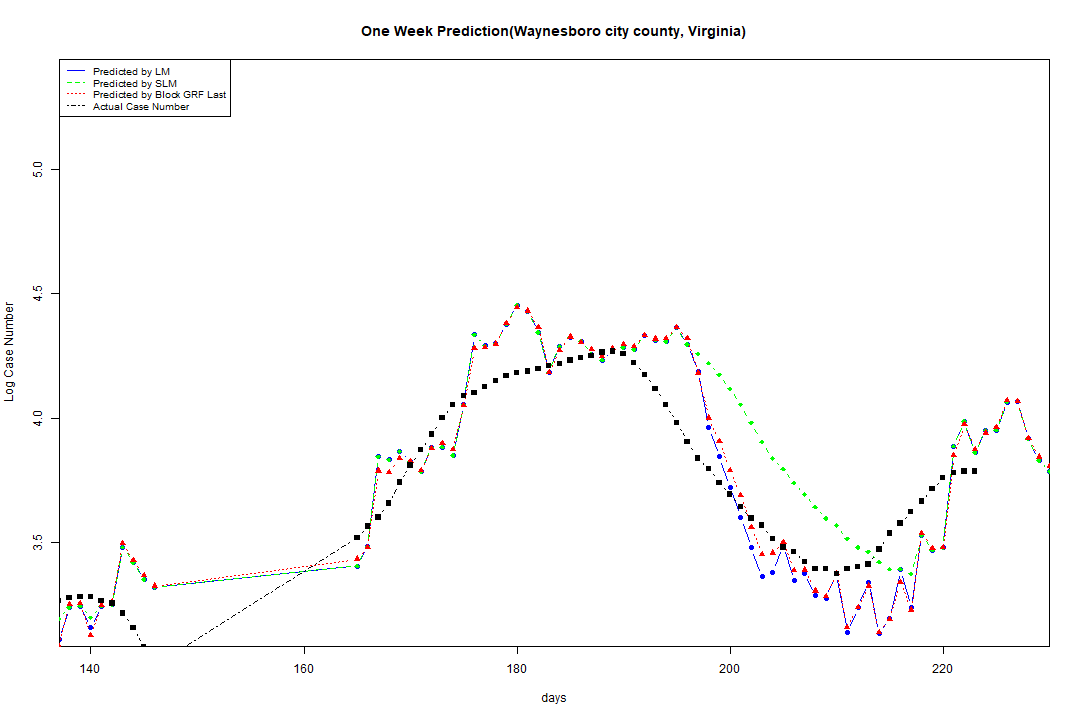 One Week Prediction(Waynesboro city county, Virginia)
Predicted by LM
Predicted by SLM
Predicted by Block GRF Last
Actual Case Number
5.0
4.5
4.0
3.5
Log Case Number
140 160 180 200 220
days